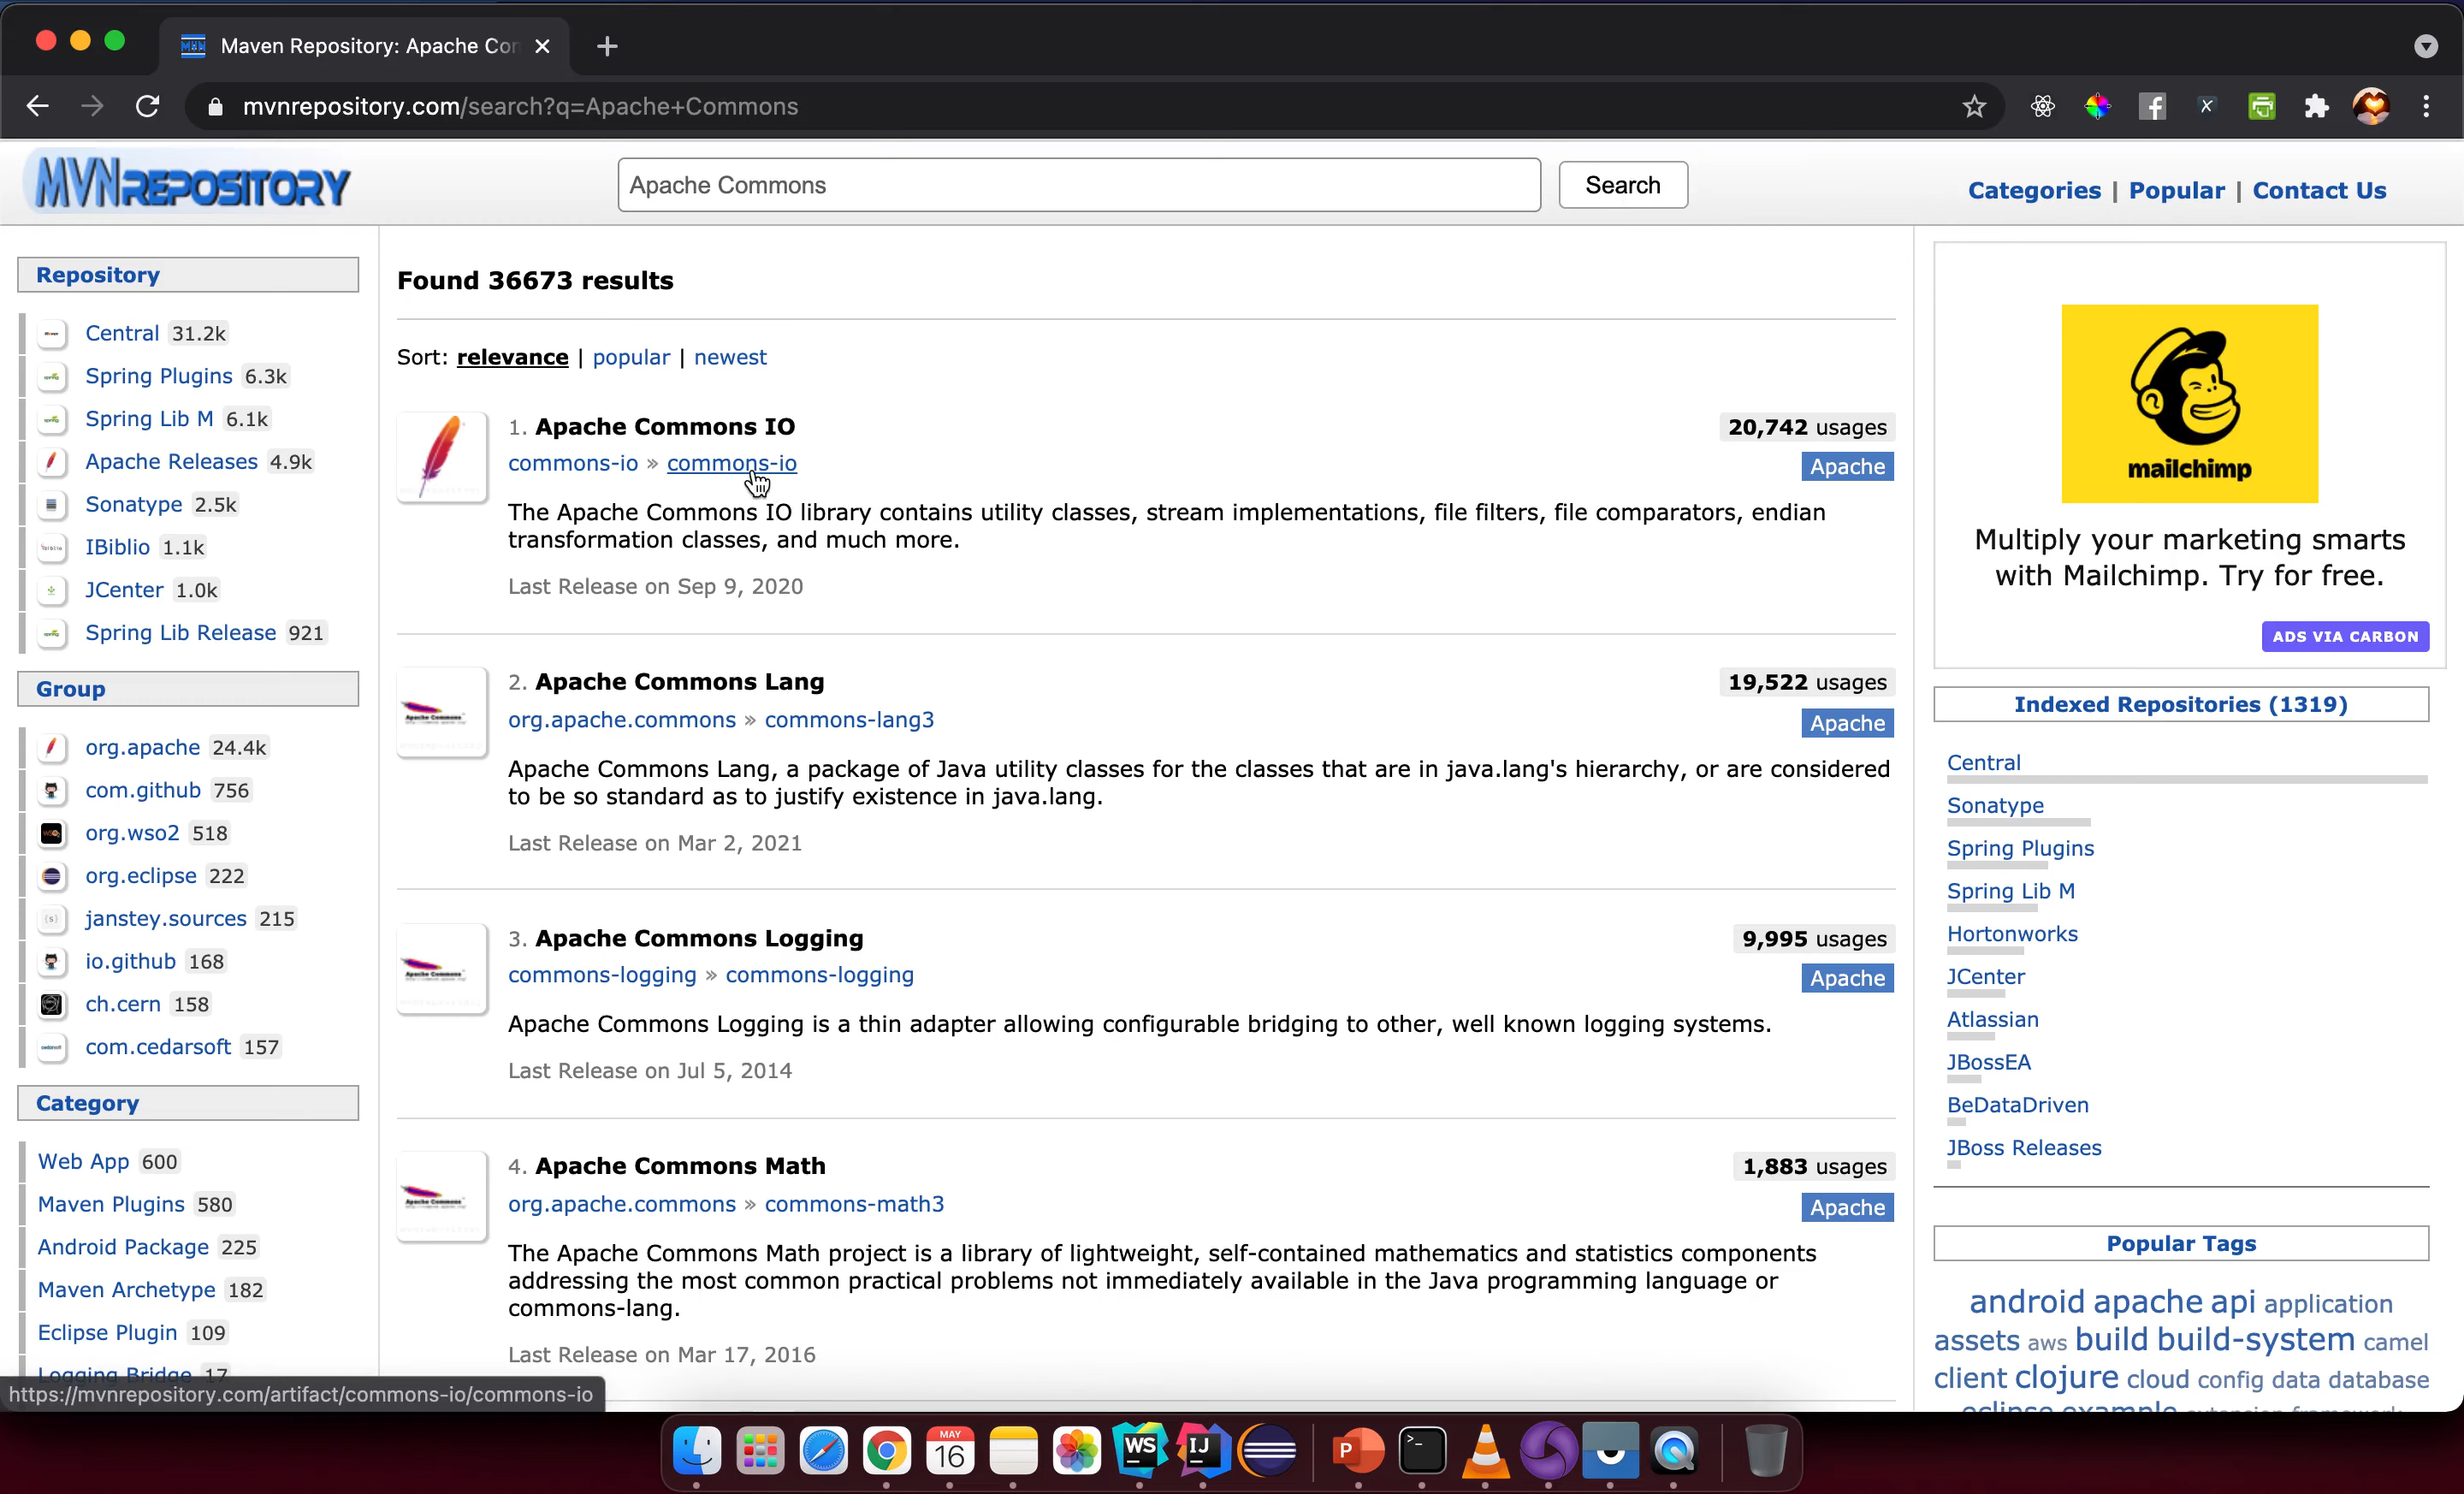 Maven Repository: Apache Con
mvnrepository.com/search?q=Apache+Commons
MVNREPOSITORY
Apache Commons
Search
Categories | Popular | Contact Us
Repository
Central 31.2k
Spring Plugins 6.3k
Spring Lib M 6.1k
Apache Releases 4.9k
Sonatype 2.5k
IBiblio 1.1k
JCenter 1.0k
Spring Lib Release 921
Group
org.apache 24.4k
com.github 756
org.wso2 518
org.eclipse 222
janstey.sources 215
io.github 168
ch.cern 158
com.cedarsoft 157
Category
Web App 600
Maven Plugins 580
Android Package 225
Maven Archetype 182
Eclipse Plugin 109
Logging Bridge 17
https://mvnrepository.com/artifact/commons-io/commons-io
Found 36673 results
Sort: relevance | popular | newest
1. Apache Commons IO
20,742 usages
commons-io » commons-io
Apache
The Apache Commons IO library contains utility classes, stream implementations, file filters, file comparators, endian
transformation classes, and much more.
Last Release on Sep 9, 2020
2. Apache Commons Lang
19,522 usages
org.apache.commons » commons-lang3
Apache
Apache Commons Lang, a package of Java utility classes for the classes that are in java.lang's hierarchy, or are considered
to be so standard as to justify existence in java.lang.
Last Release on Mar 2, 2021
3. Apache Commons Logging
9,995 usages
commons-logging » commons-logging
Apache
Apache Commons Logging is a thin adapter allowing configurable bridging to other, well known logging systems.
Last Release on Jul 5, 2014
4. Apache Commons Math
1,883 usages
org.apache.commons » commons-math3
Apache
The Apache Commons Math project is a library of lightweight, self-contained mathematics and statistics components
addressing the most common practical problems not immediately available in the Java programming language or
commons-lang.
Last Release on Mar 17, 2016
mailchimp
Multiply your marketing smarts
with Mailchimp. Try for free.
ADS VIA CARBON
Indexed Repositories (1319)
Central
Sonatype
Spring Plugins
Spring Lib M
Hortonworks
JCenter
Atlassian
JBossEA
BeDataDriven
JBoss Releases
Popular Tags
android apache api application
assets aws build build-system camel
client clojure cloud config data database
eclipse example extension framework
MAY
16
WS
IJ
P